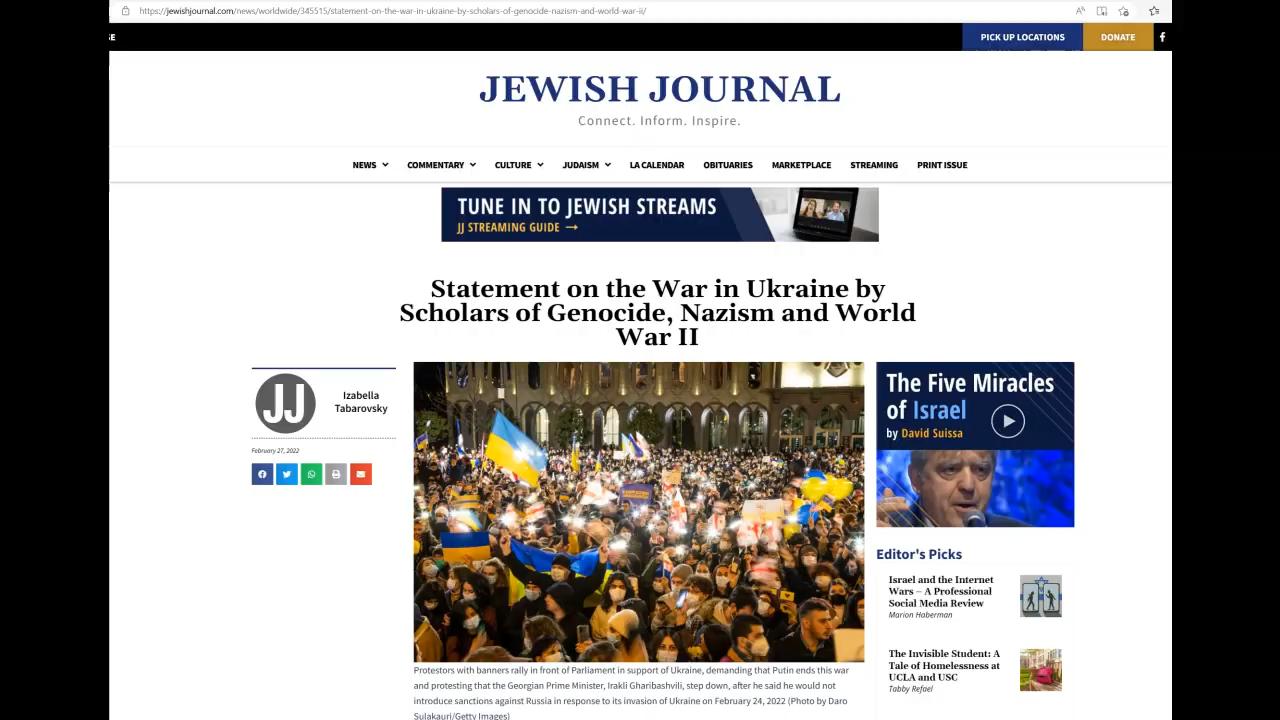 https://jewishjournal.com/news/worldwide/345515/statement-on-the-war-in-ukraine-by-scholars-of-genocide-nazism-and-world-war-ii/
PICK UP LOCATIONS
DONATE
JEWISH JOURNAL
Connect. Inform. Inspire.
NEWS COMMENTARY CULTURE JUDAISM LA CALENDAR OBITUARIES MARKETPLACE STREAMING PRINT ISSUE
TUNE IN TO JEWISH STREAMS
JJ STREAMING GUIDE →
Statement on the War in Ukraine by
Scholars of Genocide, Nazism and World
War II
JJ
Izabella
Tabarovsky
February 27, 2022
Protestors with banners rally in front of Parliament in support of Ukraine, demanding that Putin ends this war
and protesting that the Georgian Prime Minister, Irakli Gharibashvili, step down, after he said he would not
introduce sanctions against Russia in response to its invasion of Ukraine on February 24, 2022 (Photo by Daro
Sulakauri/Getty Images)
The Five Miracles
of Israel
by David Suissa
Editor's Picks
Israel and the Internet
Wars – A Professional
Social Media Review
Marion Haberman
The Invisible Student: A
Tale of Homelessness at
UCLA and USC
Tabby Refael